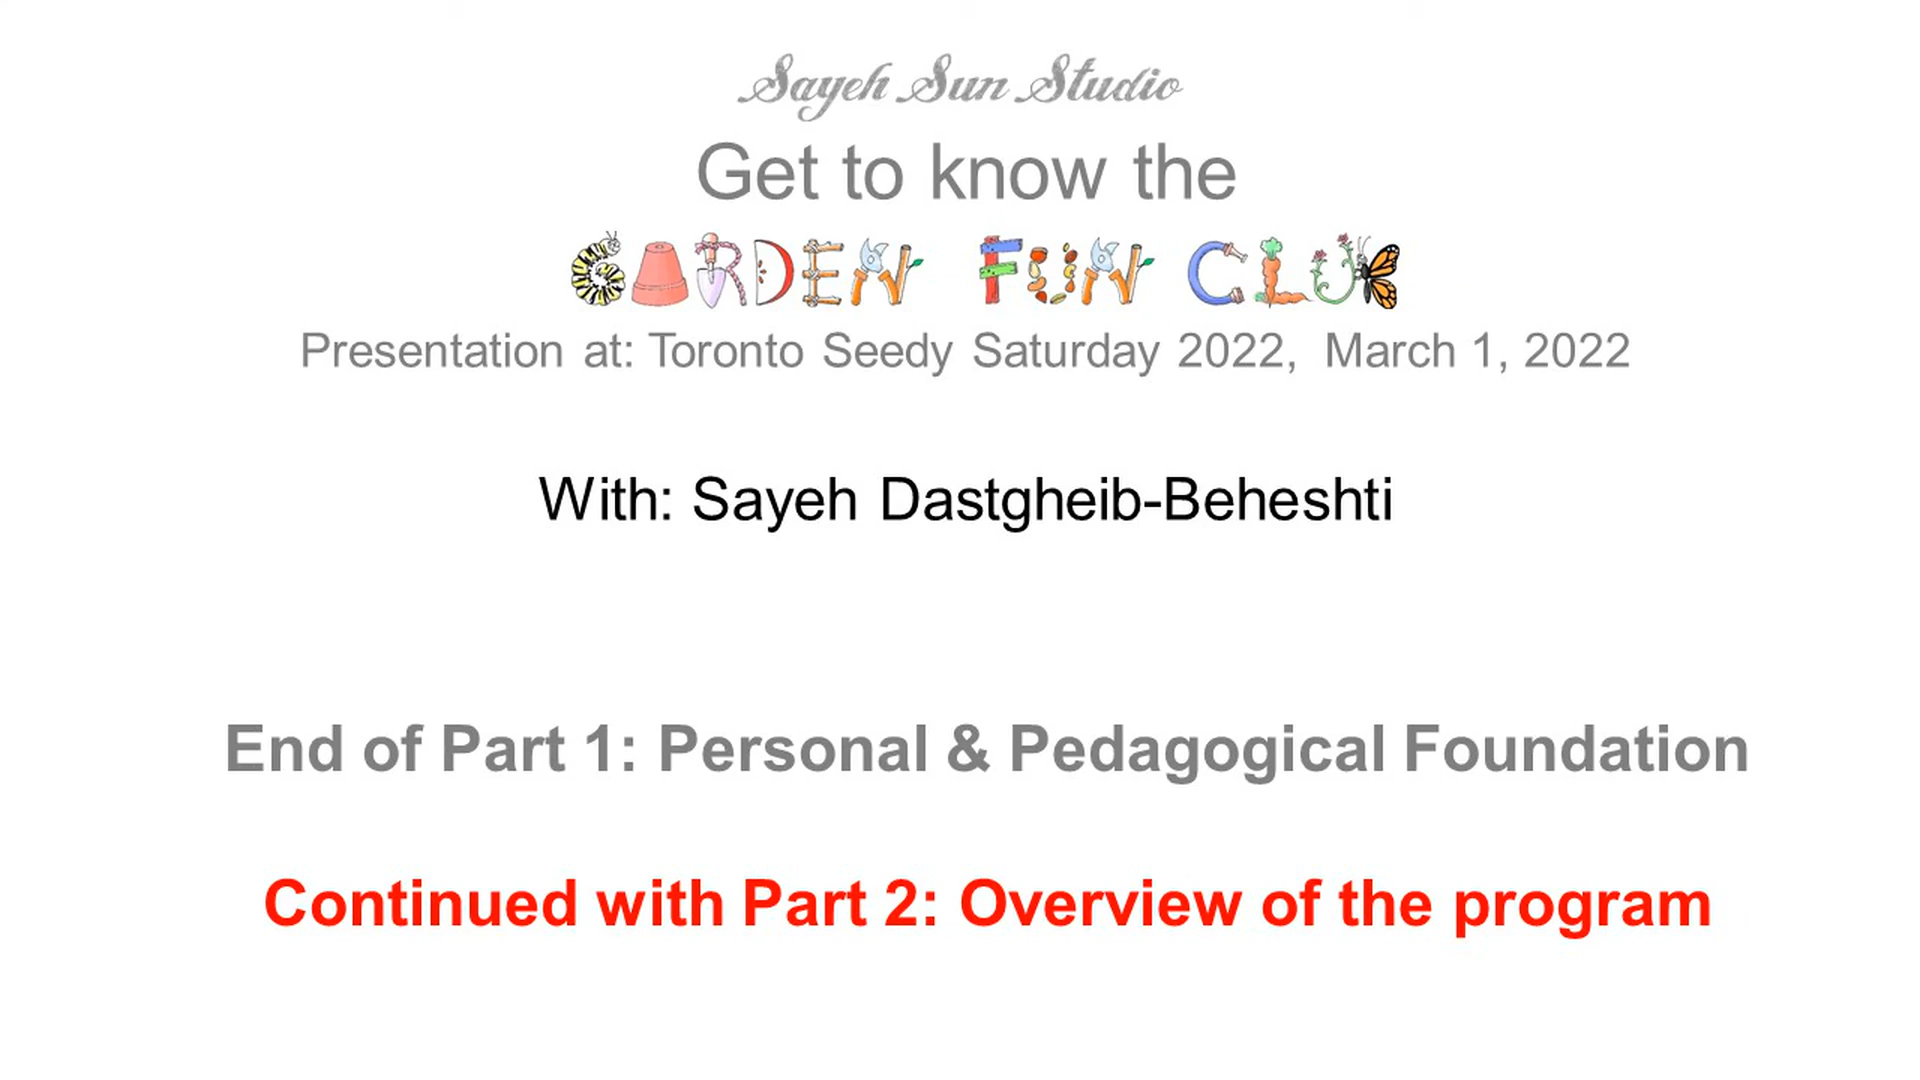 Sayeh Sun Studio
Get to know the
GARDEN FUN CLUB
Presentation at: Toronto Seedy Saturday 2022, March 1, 2022
With: Sayeh Dastgheib-Beheshti
End of Part 1: Personal & Pedagogical Foundation
Continued with Part 2: Overview of the program